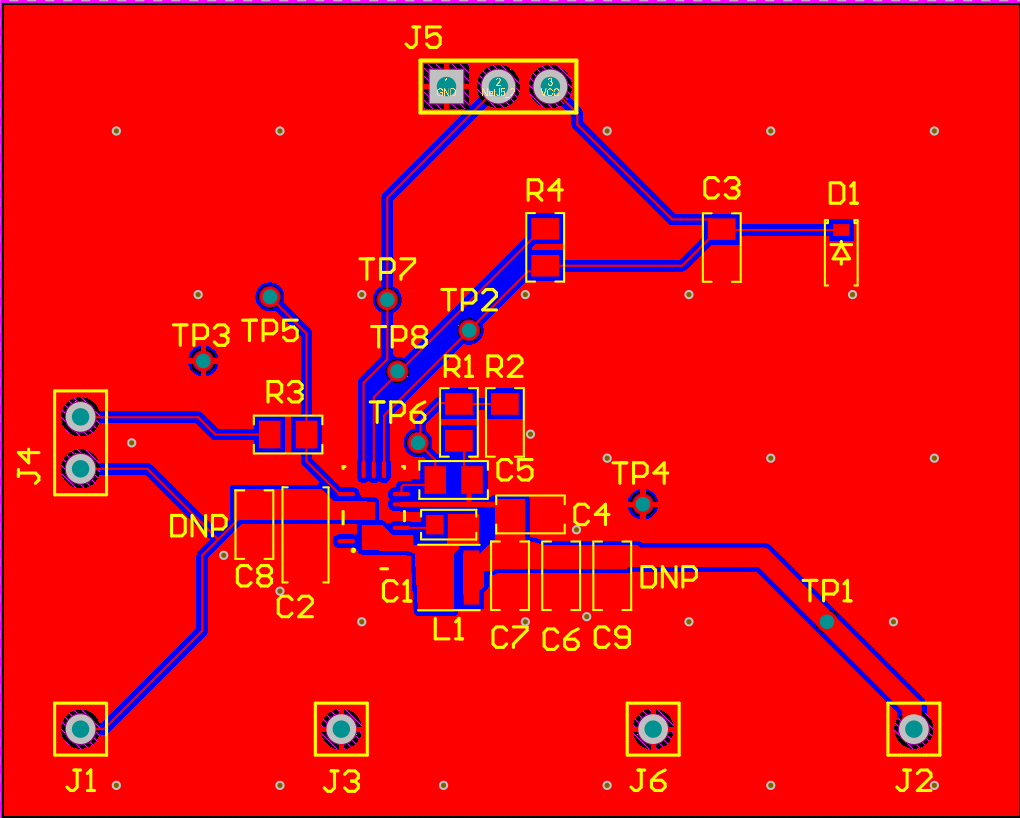 J5
1 2 3
GND NetJ5_2 VCC
R4 C3 D1
TP7
TP2
TP3 TP5 TP8
R1 R2
R3
TP6
J4
C5 TP4
DNP C4
C8 C1 DNP TP1
C2
L1 C7 C6 C9
J1 J3 J6 J2